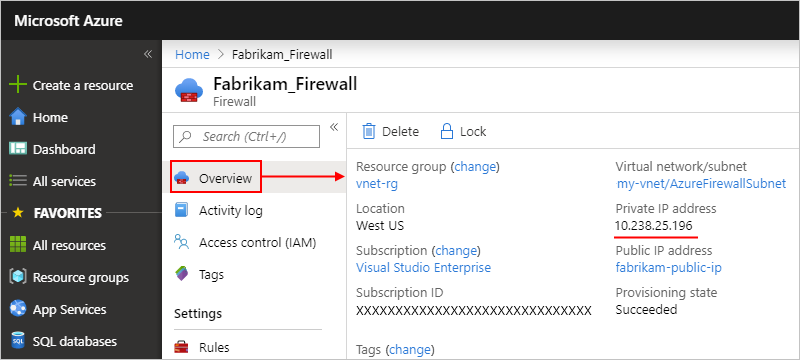 Microsoft Azure
«
Create a resource
Home
Dashboard
All services
FAVORITES
All resources
Resource groups
App Services
SQL databases
Home > Fabrikam_Firewall
Fabrikam_Firewall
Firewall
Search (Ctrl+/)
«
Overview
Activity log
Access control (IAM)
Tags
Settings
Rules
Delete Lock
Resource group (change)
vnet-rg
Location
West US
Subscription (change)
Visual Studio Enterprise
Subscription ID
XXXXXXXXXXXXXXXXXXXXXXXXXXXXXXXX
Tags (change)
Virtual network/subnet
my-vnet/AzureFirewallSubnet
Private IP address
10.238.25.196
Public IP address
fabrikam-public-ip
Provisioning state
Succeeded